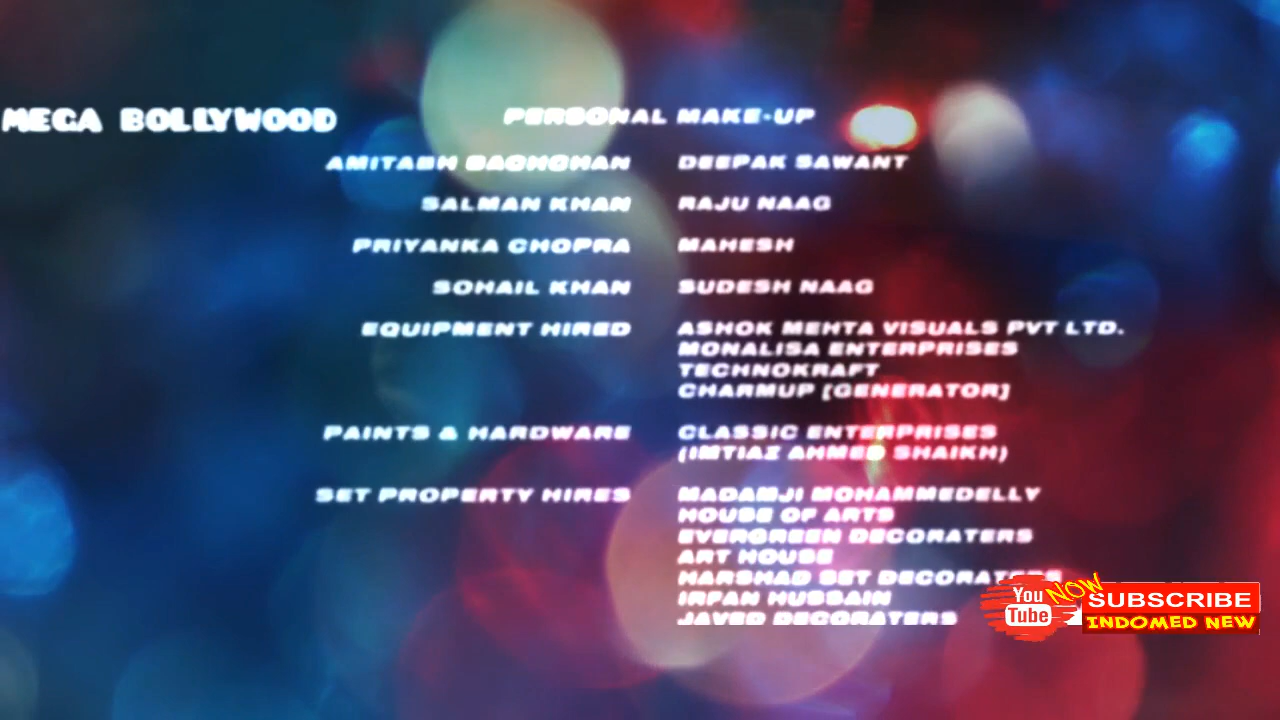 MEGA BOLLYWOOD
PERSONAL MAKE-UP
AMITABH BACHCHAN DEEPAK SAWANT
SALMAN KHAN RAJU NAAG
PRIYANKA CHOPRA MAHESH
SOHAIL KHAN SUDESH NAAG
EQUIPMENT HIRED ASHOK MEHTA VISUALS PVT LTD.
MONALISA ENTERPRISES
TECHNOKRAFT
CHARMUP [GENERATOR]
PAINTS & HARDWARE CLASSIC ENTERPRISES
(IMTIAZ AHMED SHAIKH)
SET PROPERTY HIRES MADAMJI MOHAMMEDELLY
HOUSE OF ARTS
EVERGREEN DECORATERS
ART HOUSE
HARSHAD SET DECORATERS
IRFAN HUSSAIN
JAVED DECORATERS
You Tube NOW SUBSCRIBE
INDOMED NEW